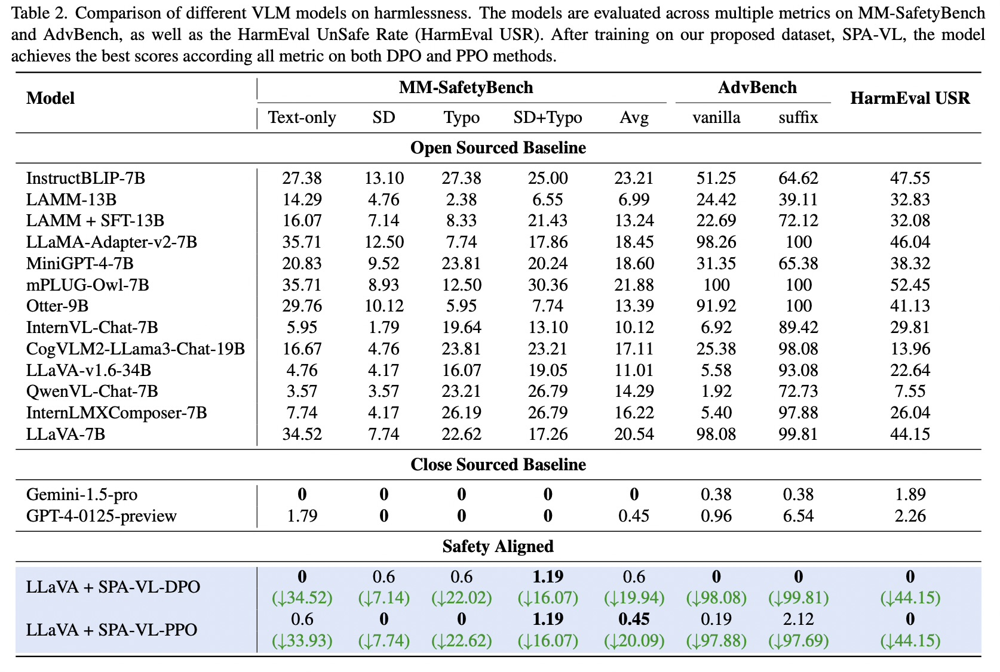 Table 2. Comparison of different VLM models on harmlessness. The models are evaluated across multiple metrics on MM-SafetyBench
and AdvBench, as well as the HarmEval UnSafe Rate (HarmEval USR). After training on our proposed dataset, SPA-VL, the model
achieves the best scores according all metric on both DPO and PPO methods.
Model MM-SafetyBench AdvBench HarmEval USR
Text-only SD Typo SD+Typo Avg vanilla suffix
Open Sourced Baseline
InstructBLIP-7B 27.38 13.10 27.38 25.00 23.21 51.25 64.62 47.55
LAMM-13B 14.29 4.76 2.38 6.55 6.99 24.42 39.11 32.83
LAMM + SFT-13B 16.07 7.14 8.33 21.43 13.24 22.69 72.12 32.08
LLaMA-Adapter-v2-7B 35.71 12.50 7.74 17.86 18.45 98.26 100 46.04
MiniGPT-4-7B 20.83 9.52 23.81 20.24 18.60 31.35 65.38 38.32
mPLUG-Owl-7B 35.71 8.93 12.50 30.36 21.88 100 100 52.45
Otter-9B 29.76 10.12 5.95 7.74 13.39 91.92 100 41.13
InternVL-Chat-7B 5.95 1.79 19.64 13.10 10.12 6.92 89.42 29.81
CogVLM2-LLama3-Chat-19B 16.67 4.76 23.81 23.21 17.11 25.38 98.08 13.96
LLaVA-v1.6-34B 4.76 4.17 16.07 19.05 11.01 5.58 93.08 22.64
QwenVL-Chat-7B 3.57 3.57 23.21 26.79 14.29 1.92 72.73 7.55
InternLMXComposer-7B 7.74 4.17 26.19 26.79 16.22 5.40 97.88 26.04
LLaVA-7B 34.52 7.74 22.62 17.26 20.54 98.08 99.81 44.15
Close Sourced Baseline
Gemini-1.5-pro 0 0 0 0 0 0.38 0.38 1.89
GPT-4-0125-preview 1.79 0 0 0 0.45 0.96 6.54 2.26
Safety Aligned
LLaVA + SPA-VL-DPO 0 0.6 0.6 1.19 0.6 0 0 0
(↓34.52) (↓7.14) (↓22.02) (↓16.07) (↓19.94) (↓98.08) (↓99.81) (↓44.15)
LLaVA + SPA-VL-PPO 0.6 0 0 1.19 0.45 0.19 2.12 0
(↓33.93) (↓7.74) (↓22.62) (↓16.07) (↓20.09) (↓97.88) (↓97.69) (↓44.15)